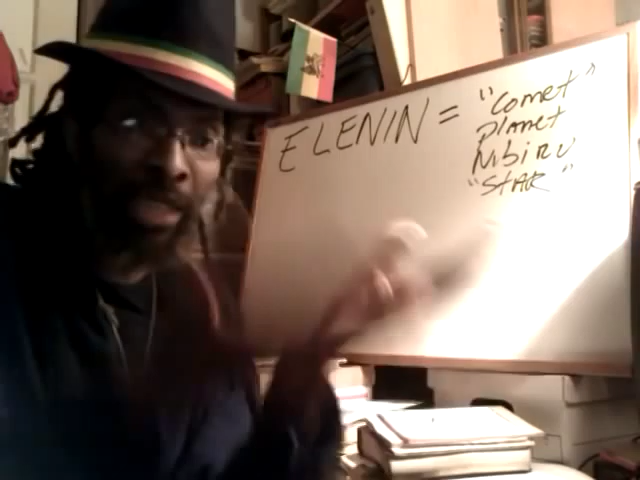 ELENIN = "Comet"
planet
NibiRU
"STAR"